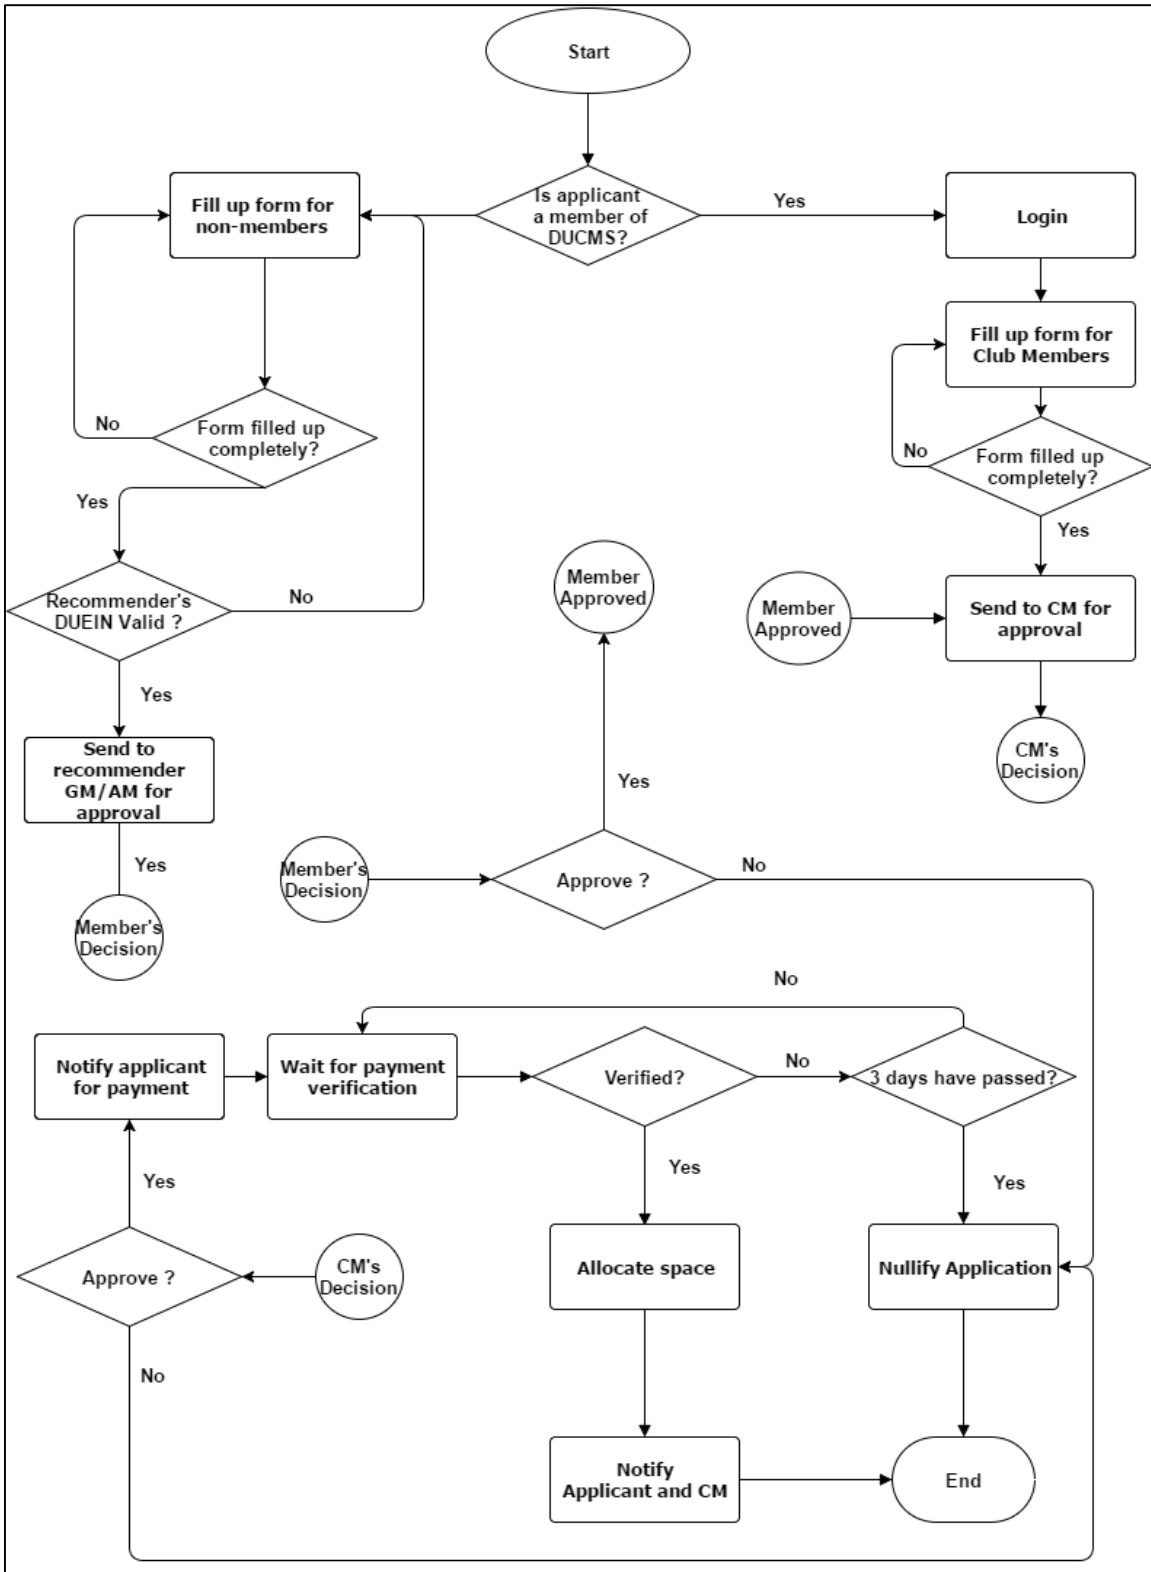 Start
Is applicant
a member of
DUCMS?
Yes
Fill up form for
non-members
Login
Fill up form for
Club Members
No
Form filled up
completely?
No
Form filled up
completely?
Yes
Yes
Member
Approved
Recommender's
DUEIN Valid ?
No
Member
Approved
Send to CM for
approval
Yes
Send to
recommender
GM/AM for
approval
CM's
Decision
Yes
Yes
Member's
Decision
Approve ?
No
Member's
Decision
No
Notify applicant
for payment
Wait for payment
verification
Verified?
No
3 days have passed?
Yes
Yes
Yes
Approve ?
CM's
Decision
Allocate space
Nullify Application
No
Notify
Applicant and CM
End